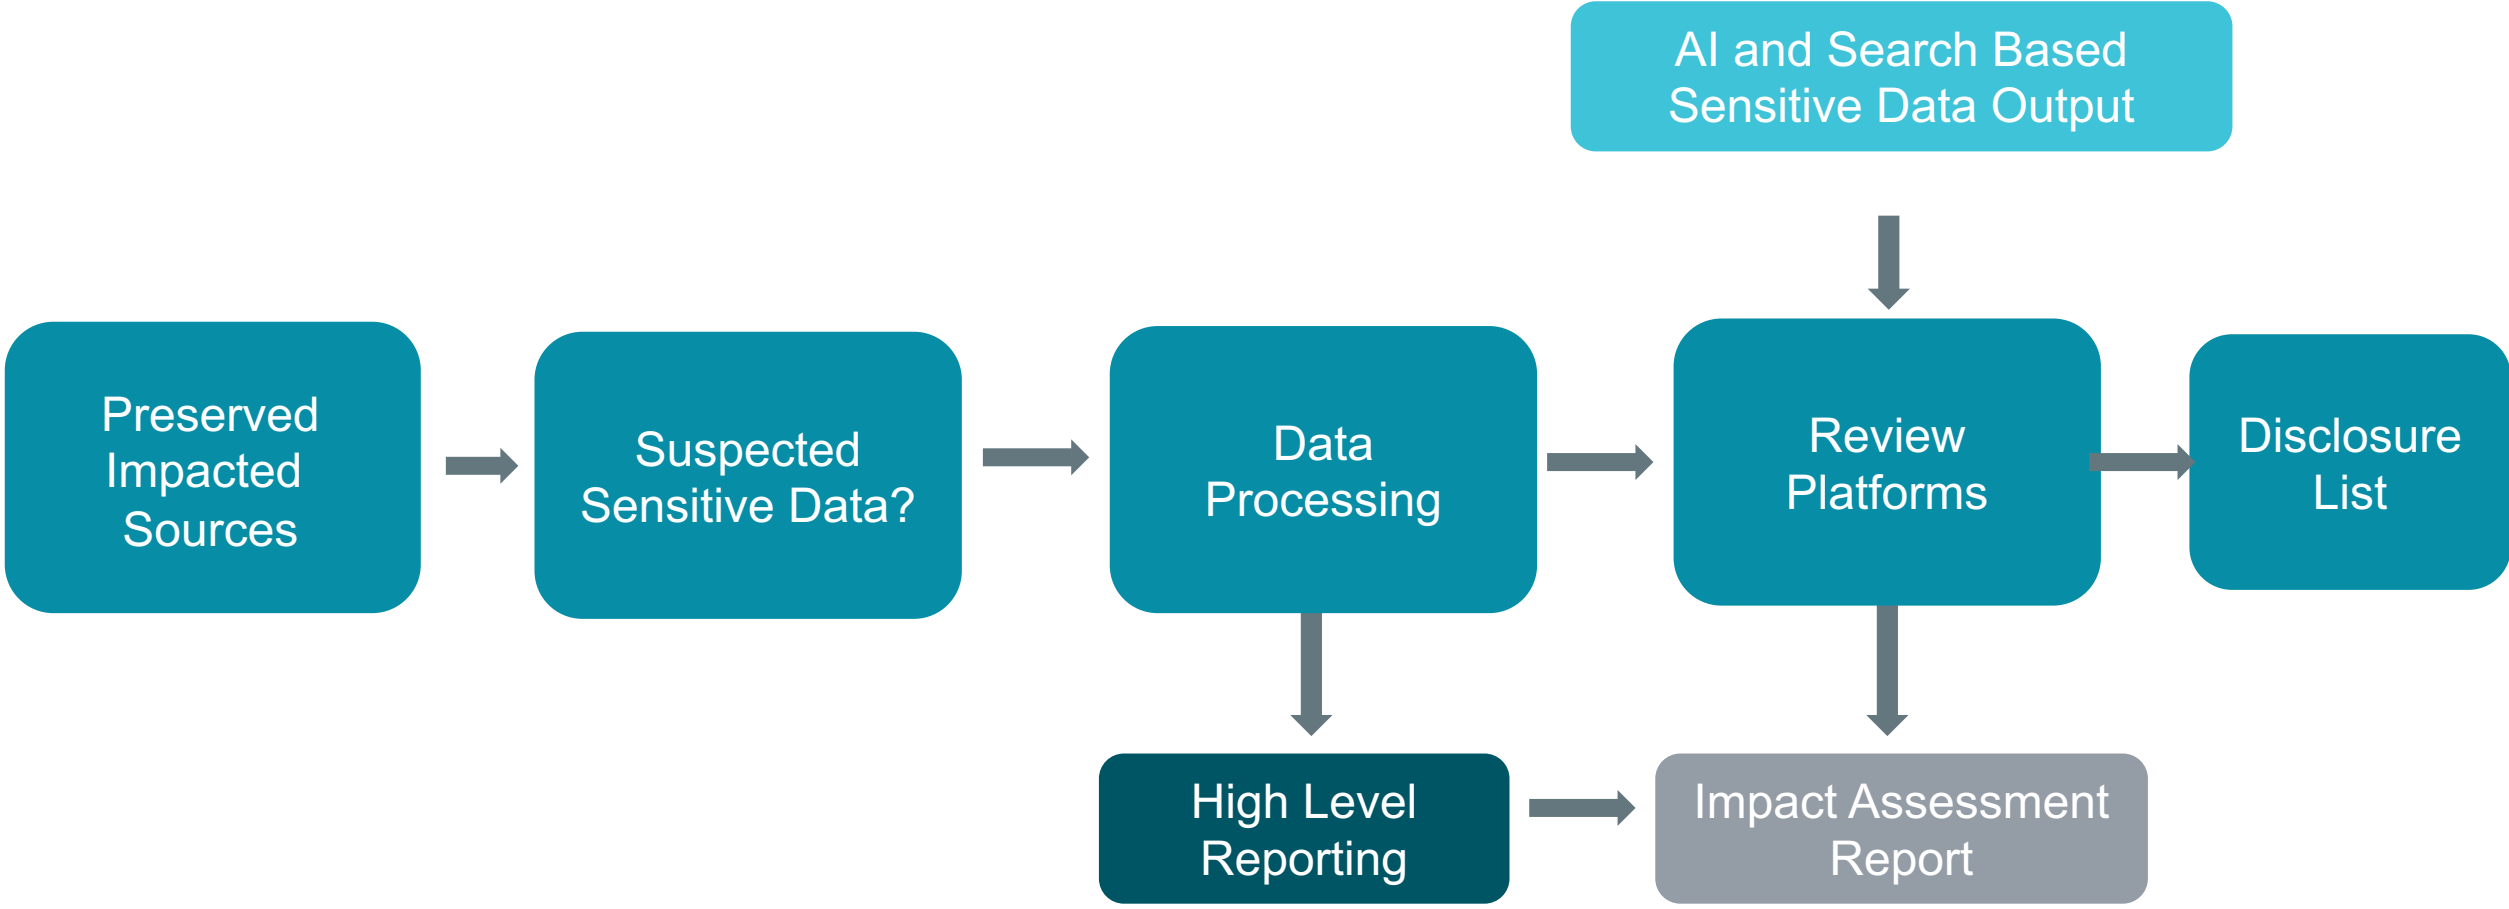 AI and Search Based
Sensitive Data Output
Preserved
Impacted
Sources
Suspected
Sensitive Data?
Data
Processing
Review
Platforms
Disclosure
List
High Level
Reporting
Impact Assessment
Report